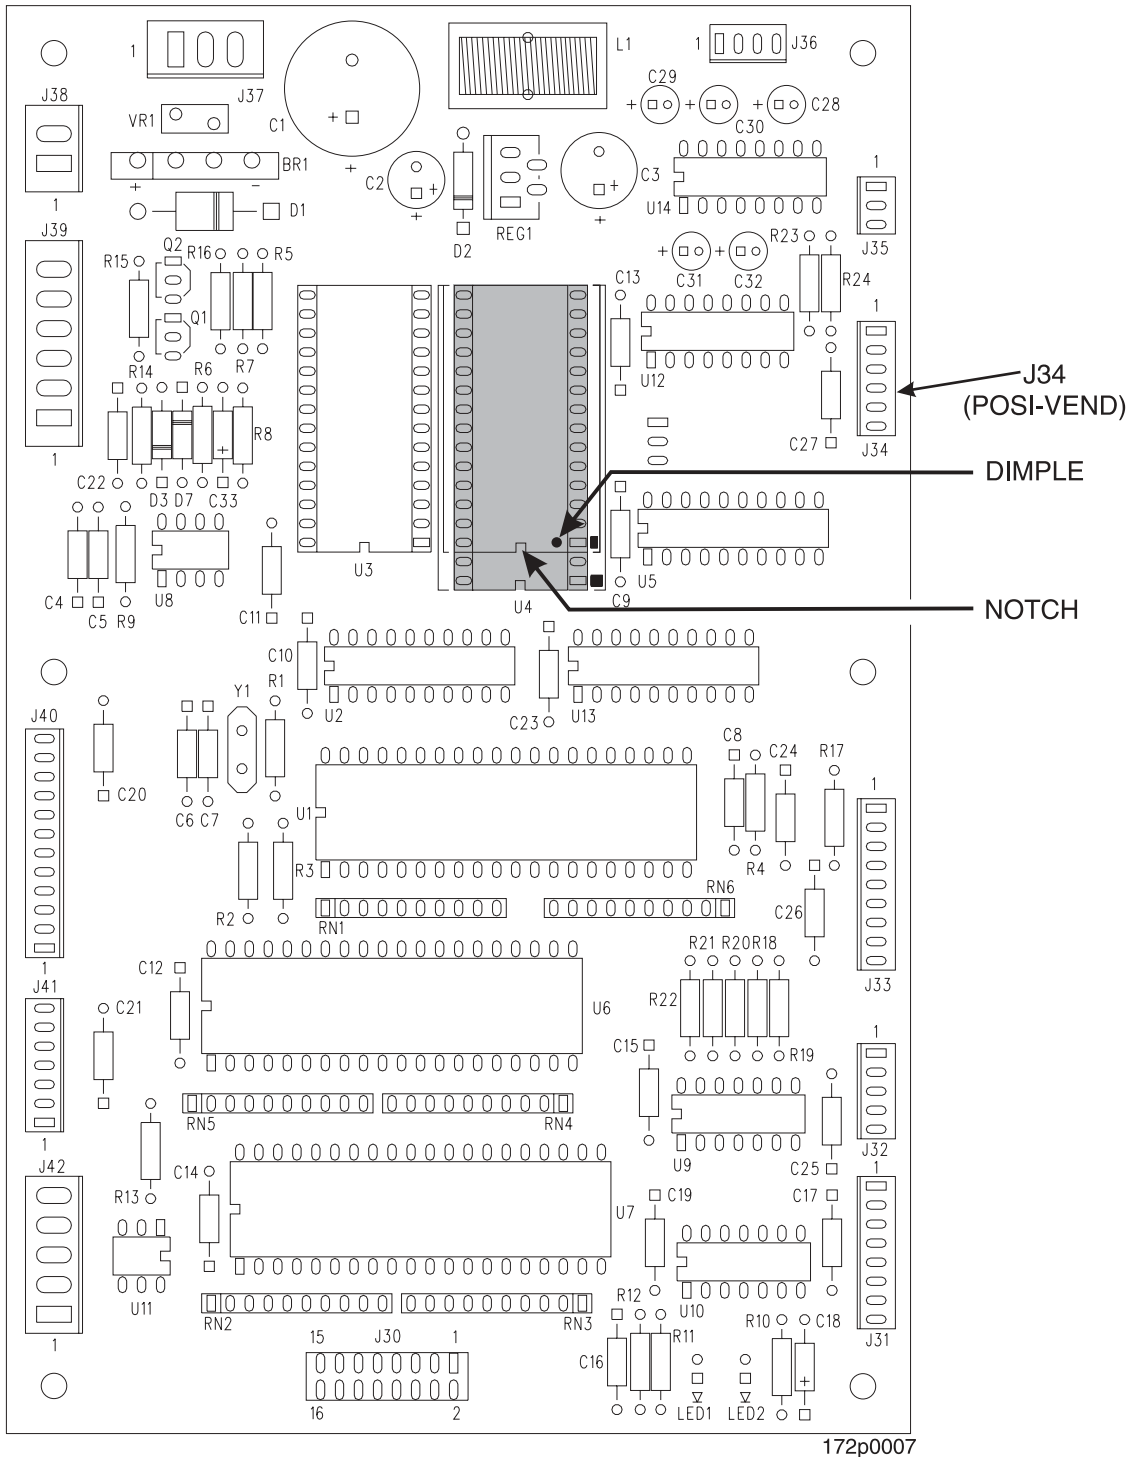 1
J37
J38
1
VR1
BR1
+
-
D1
C1
+
+
L1
1
J36
C29
+
+
+
C28
C30
C2
+
+
D2
REG1
C3
+
+
U14
1
J35
J39
1
R15
Q2
R16
R5
Q1
R7
C31
C32
+
+
R23
R24
C13
U12
1
J34
J34
(POSI-VEND)
C27
R14
R6
R8
+
C22
D3
D7
C33
DIMPLE
U3
U4
U5
C9
NOTCH
C4
C5
R9
U8
C11
C10
U2
C23
U13
J40
1
C20
Y1
R1
C6
C7
U1
R2
R3
C8
C24
R17
R4
C26
1
J33
RN1
RN6
C12
U6
R21
R20
R18
R22
R19
J41
1
C21
RN5
RN4
C15
U9
C25
1
J32
J42
1
R13
C14
U7
U11
C19
C17
U10
1
J31
RN2
RN3
15
J30
1
16
2
R12
R11
C16
LED1
LED2
R10
C18
+
172p0007